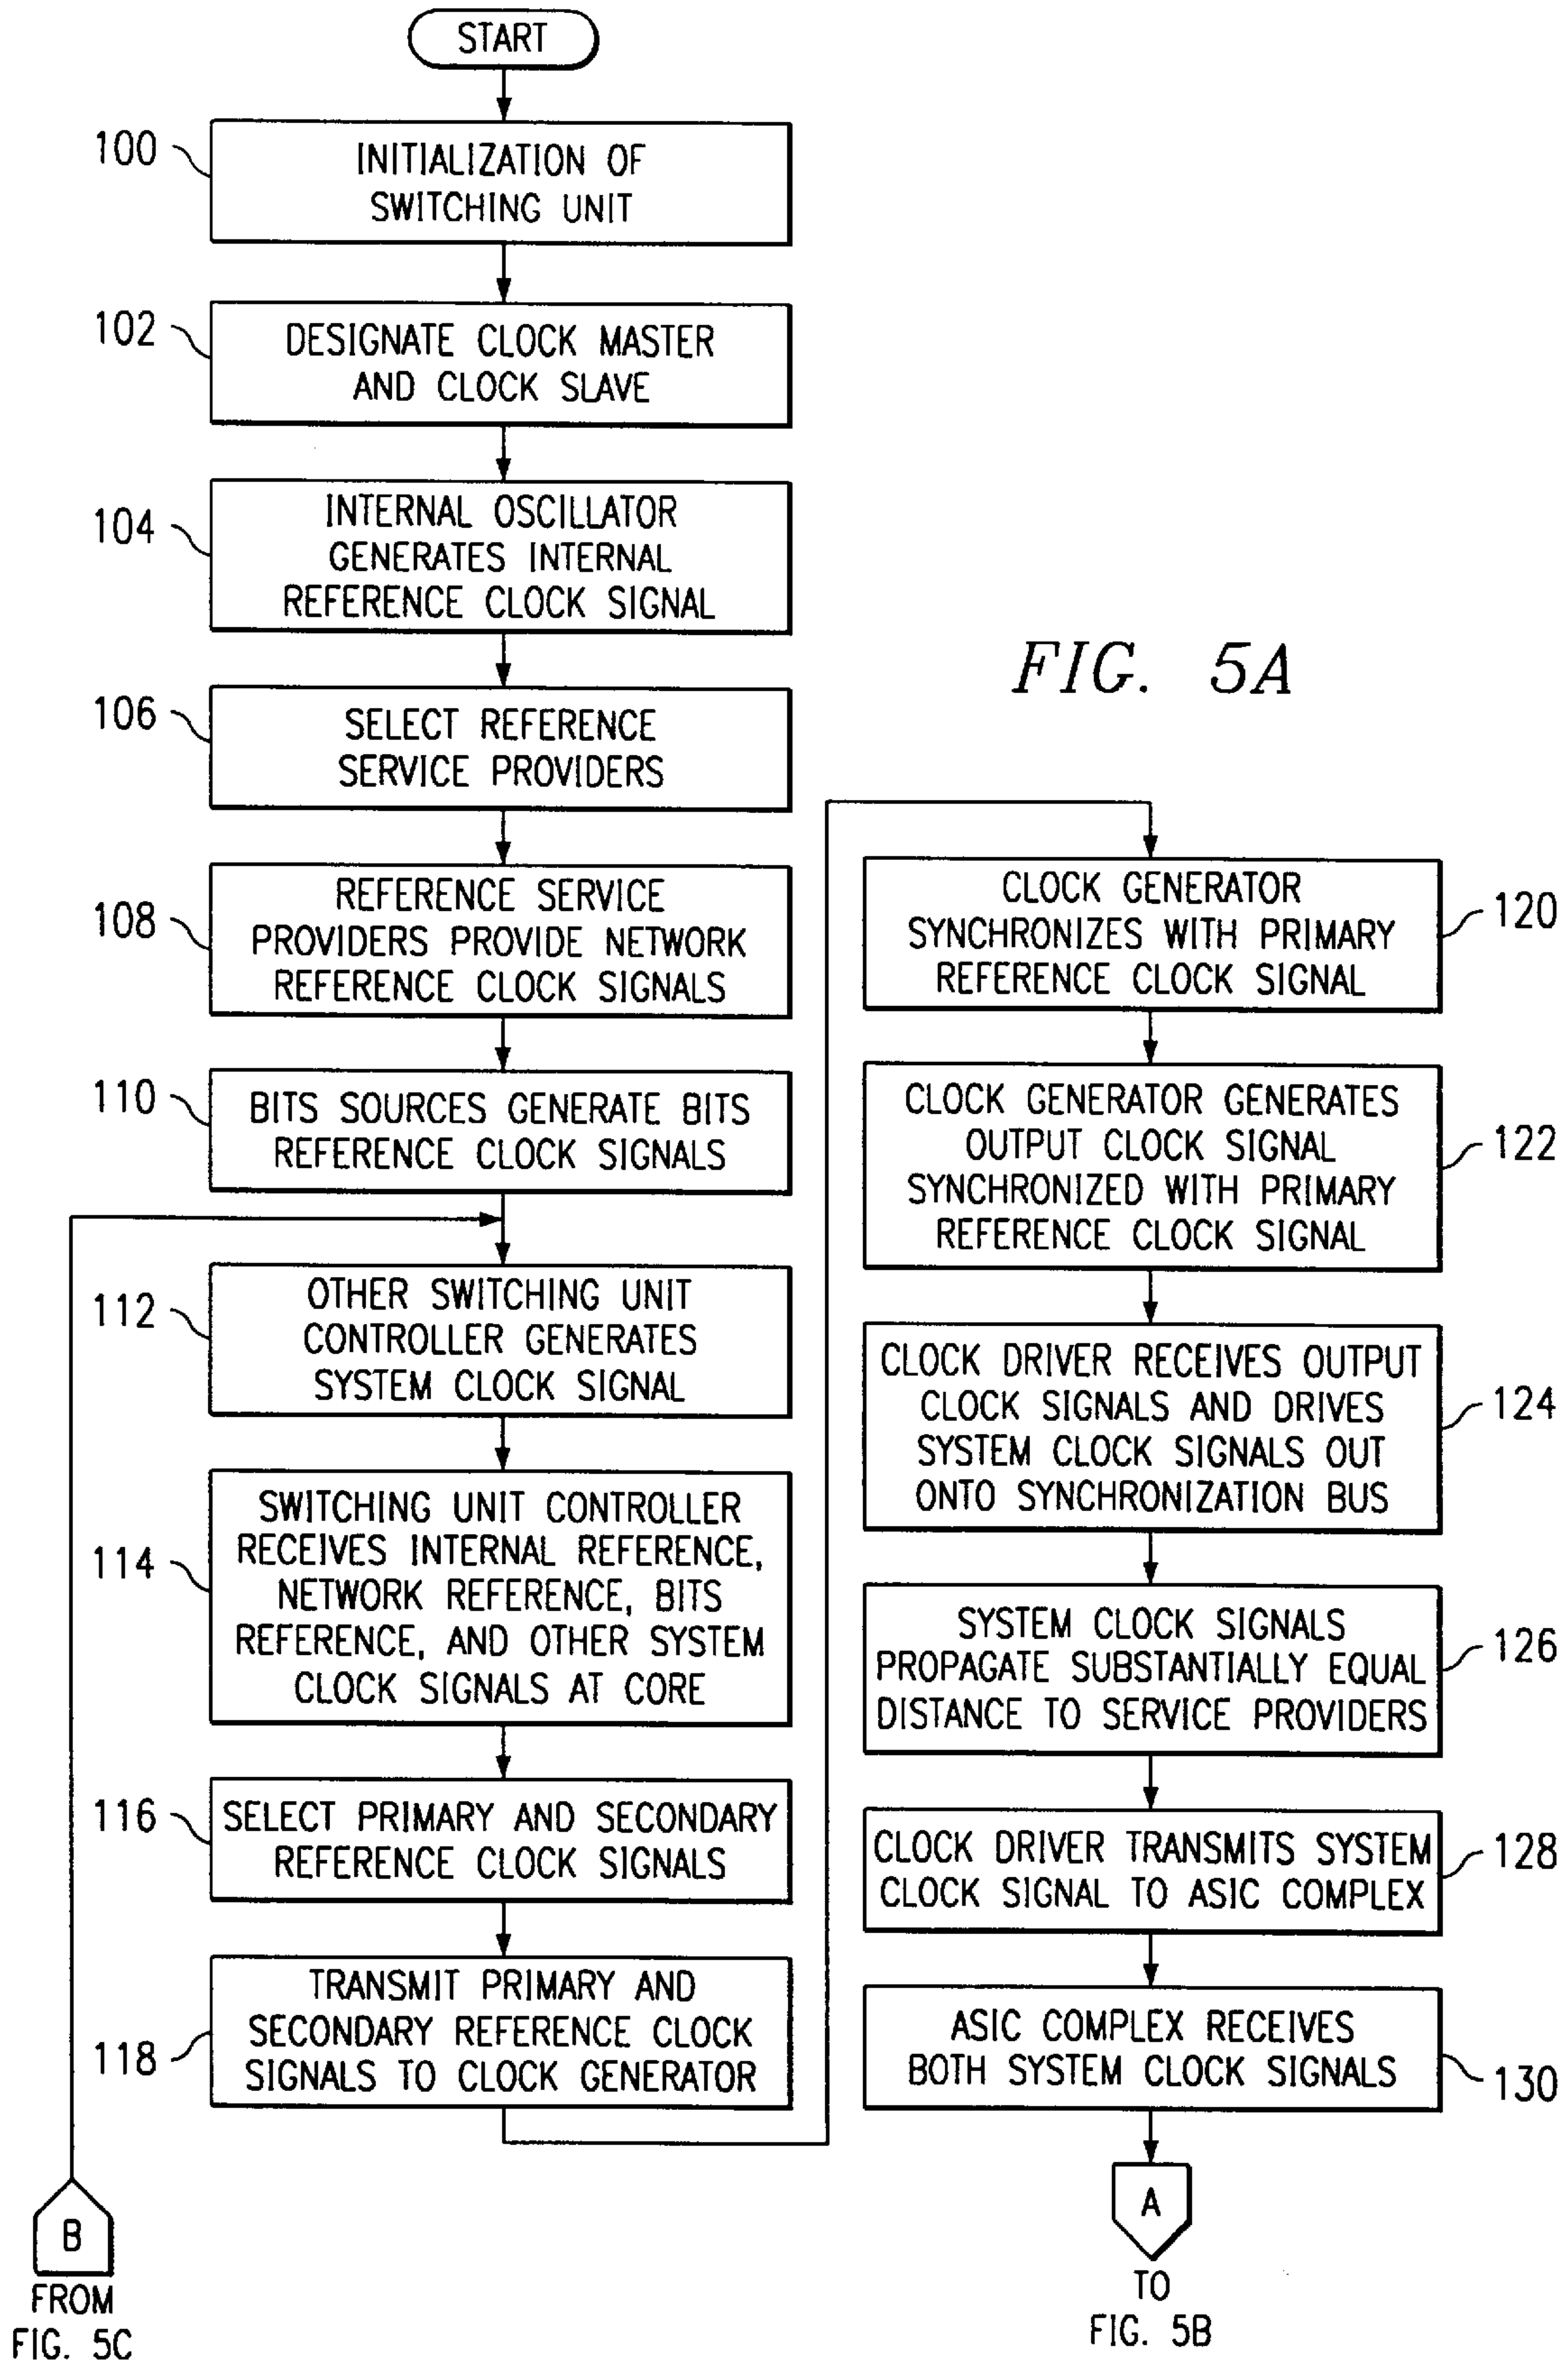 START
100
INITIALIZATION OF
SWITCHING UNIT
102
DESIGNATE CLOCK MASTER
AND CLOCK SLAVE
104
INTERNAL OSCILLATOR
GENERATES INTERNAL
REFERENCE CLOCK SIGNAL
106
SELECT REFERENCE
SERVICE PROVIDERS
108
REFERENCE SERVICE
PROVIDERS PROVIDE NETWORK
REFERENCE CLOCK SIGNALS
110
BITS SOURCES GENERATE BITS
REFERENCE CLOCK SIGNALS
112
OTHER SWITCHING UNIT
CONTROLLER GENERATES
SYSTEM CLOCK SIGNAL
114
SWITCHING UNIT CONTROLLER
RECEIVES INTERNAL REFERENCE,
NETWORK REFERENCE, BITS
REFERENCE, AND OTHER SYSTEM
CLOCK SIGNALS AT CORE
116
SELECT PRIMARY AND SECONDARY
REFERENCE CLOCK SIGNALS
118
TRANSMIT PRIMARY AND
SECONDARY REFERENCE CLOCK
SIGNALS TO CLOCK GENERATOR
B
FROM
FIG. 5C
FIG. 5A
CLOCK GENERATOR
SYNCHRONIZES WITH PRIMARY
REFERENCE CLOCK SIGNAL
120
CLOCK GENERATOR GENERATES
OUTPUT CLOCK SIGNAL
SYNCHRONIZED WITH PRIMARY
REFERENCE CLOCK SIGNAL
122
CLOCK DRIVER RECEIVES OUTPUT
CLOCK SIGNALS AND DRIVES
SYSTEM CLOCK SIGNALS OUT
ONTO SYNCHRONIZATION BUS
124
SYSTEM CLOCK SIGNALS
PROPAGATE SUBSTANTIALLY EQUAL
DISTANCE TO SERVICE PROVIDERS
126
CLOCK DRIVER TRANSMITS SYSTEM
CLOCK SIGNAL TO ASIC COMPLEX
128
ASIC COMPLEX RECEIVES
BOTH SYSTEM CLOCK SIGNALS
130
A
TO
FIG. 5B